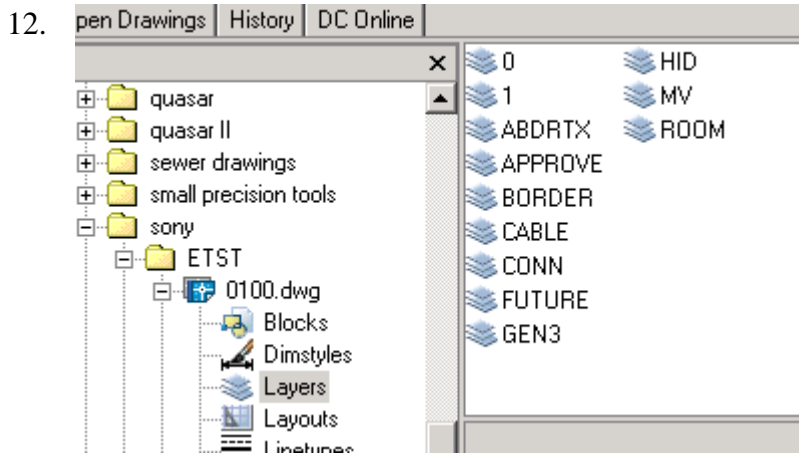 12.
pen Drawings History DC Online
quasar
quasar II
sewer drawings
small precision tools
sony
ETST
0100.dwg
Blocks
Dimstyles
Layers
Layouts
Linetypes
0 HID
1 MV
ABDRTX ROOM
APPROVE
BORDER
CABLE
CONN
FUTURE
GEN3